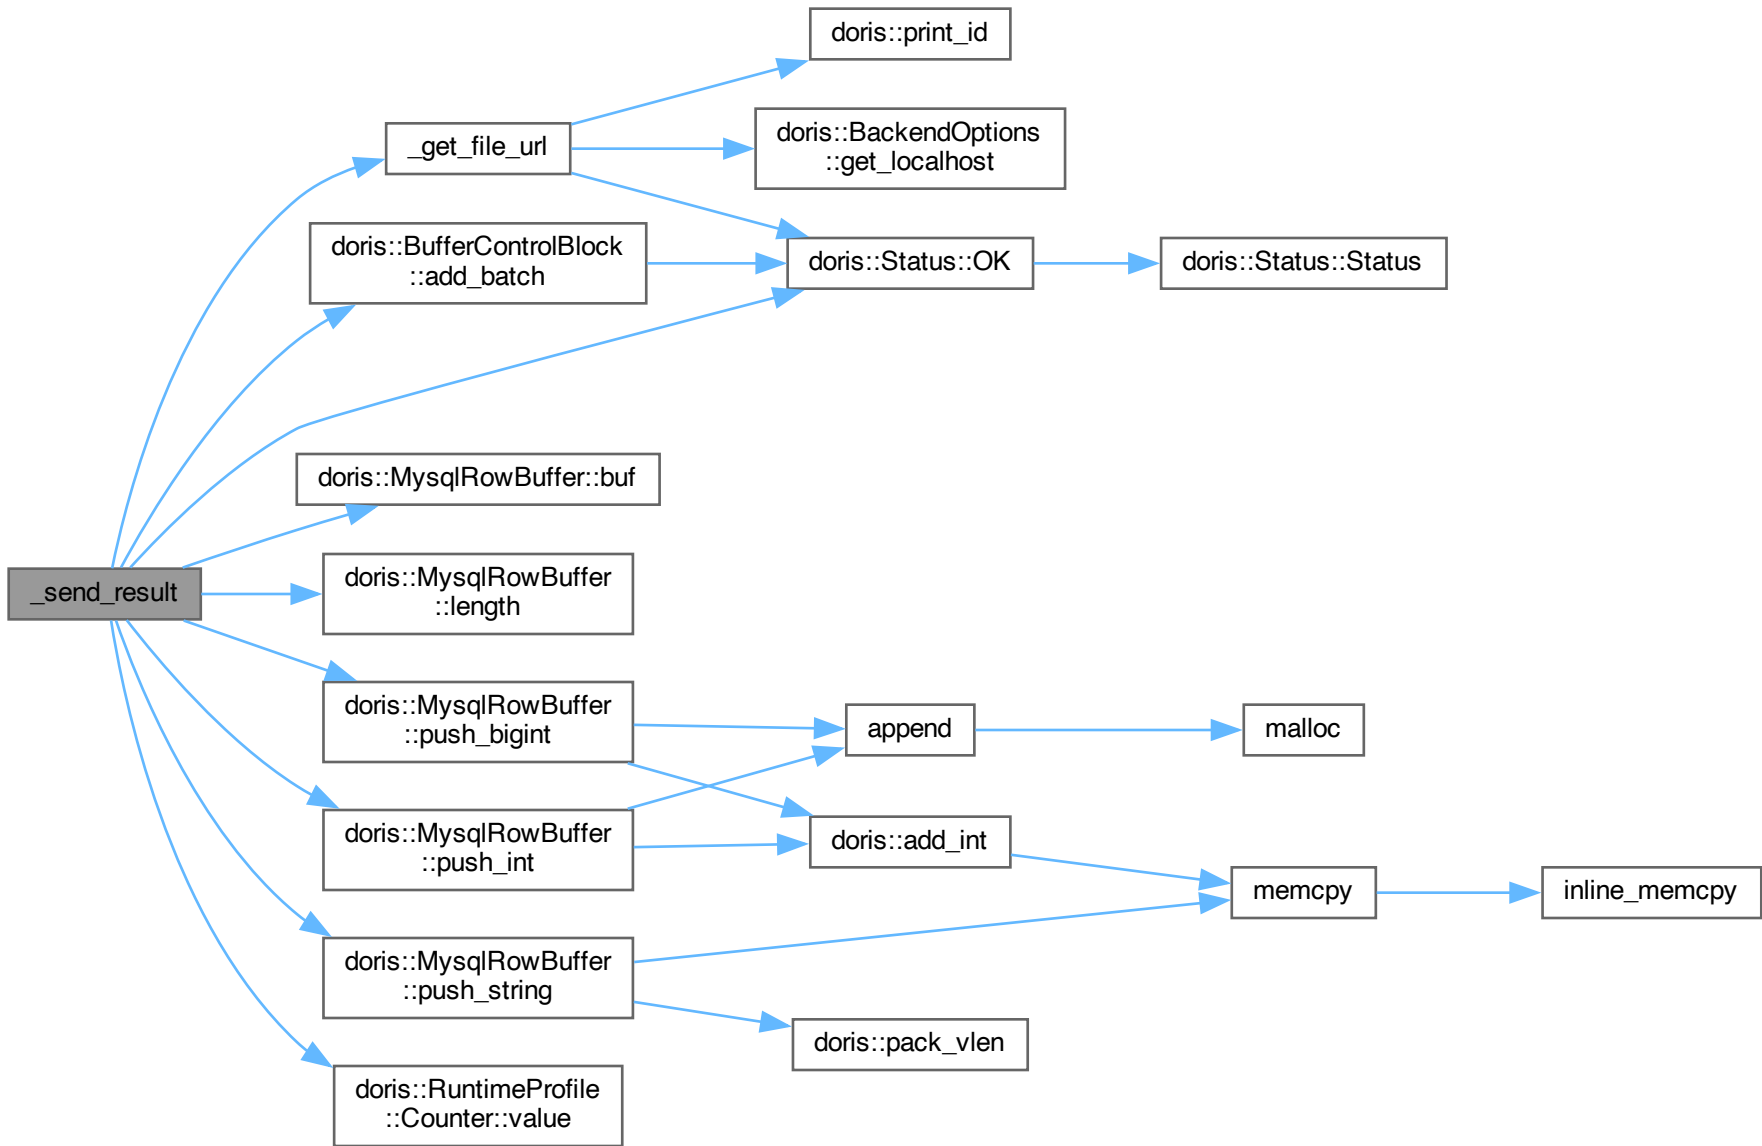 doris::print_id
_get_file_url
doris::BackendOptions
::get_localhost
doris::BufferControlBlock
::add_batch
doris::Status::OK
doris::Status::Status
doris::MysqlRowBuffer::buf
_send_result
doris::MysqlRowBuffer
::length
doris::MysqlRowBuffer
::push_bigint
append
malloc
doris::MysqlRowBuffer
::push_int
doris::add_int
memcpy
inline_memcpy
doris::MysqlRowBuffer
::push_string
doris::pack_vlen
doris::RuntimeProfile
::Counter::value